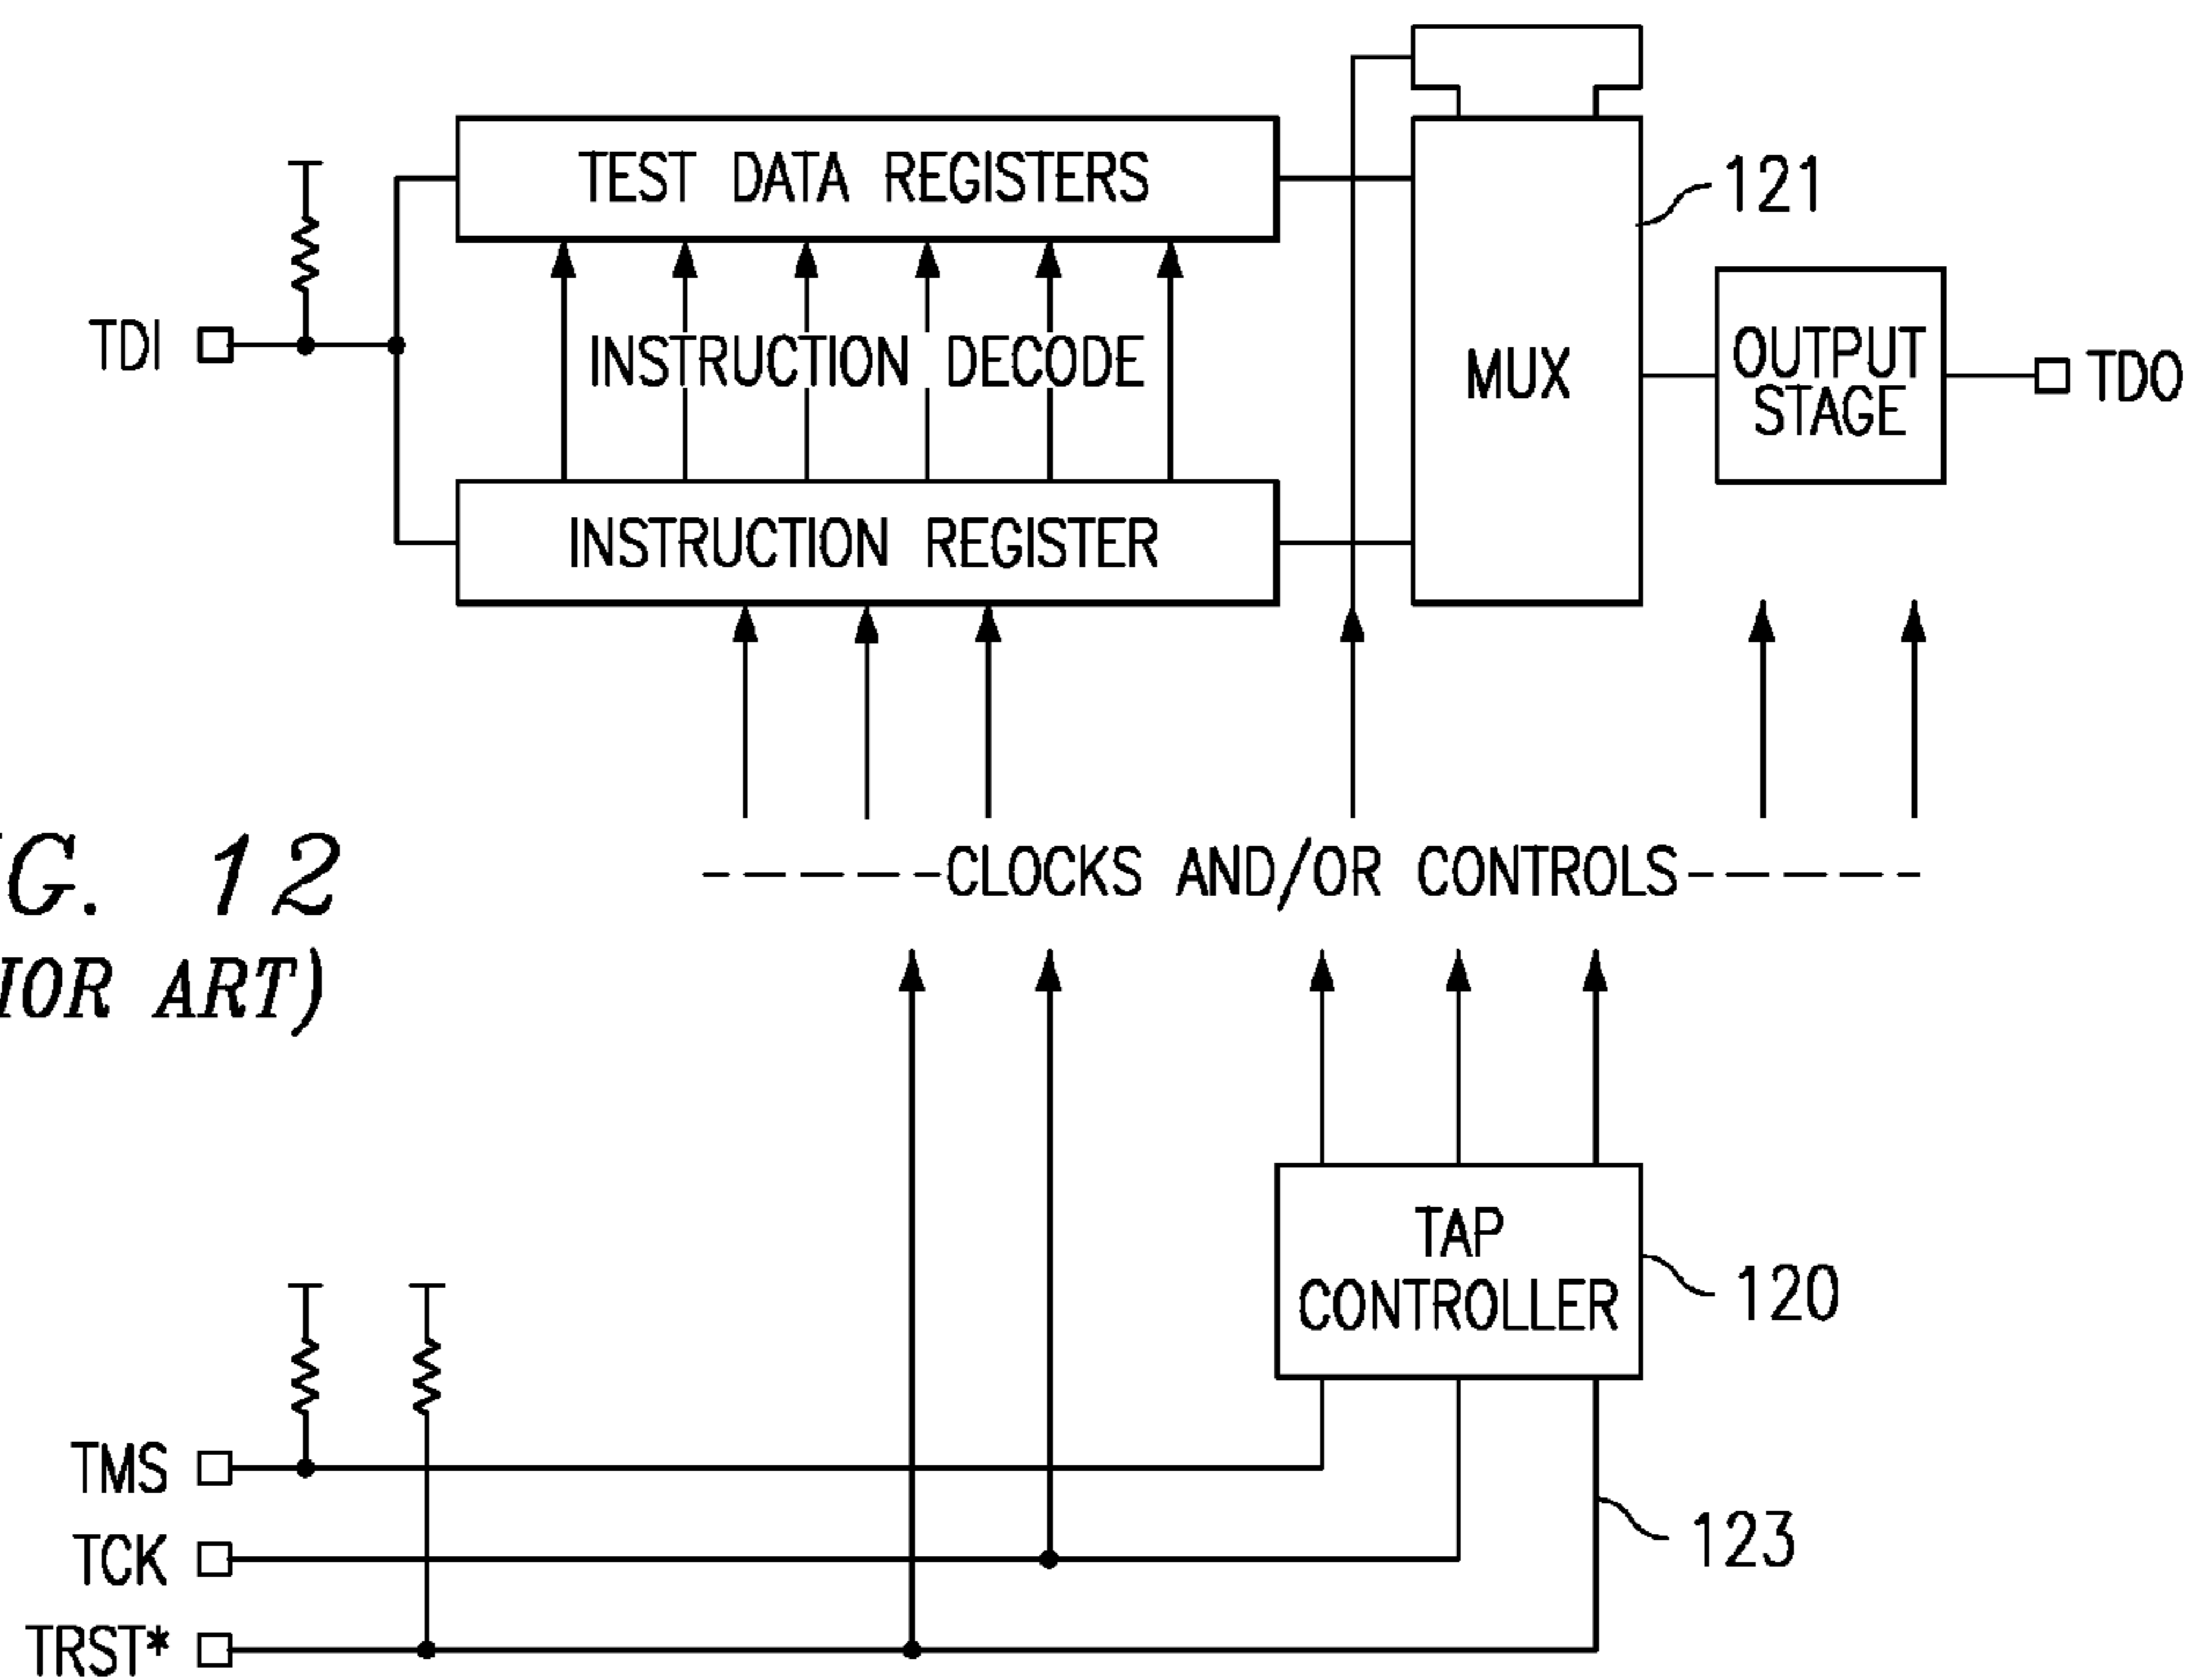 TEST DATA REGISTERS
121
TDI
INSTRUCTION DECODE
MUX
OUTPUT
STAGE
TDO
INSTRUCTION REGISTER
G. 12
IOR ART)
CLOCKS AND/OR CONTROLS
TAP
CONTROLLER
120
TMS
TCK
123
TRST*